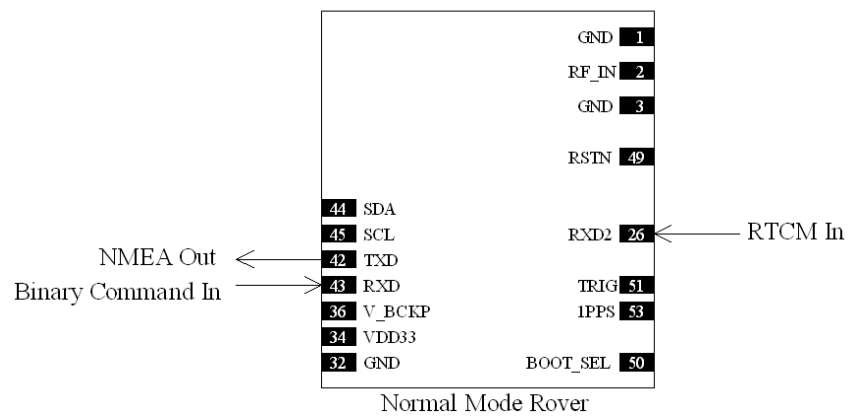 GND 1
RF_IN 2
GND 3
RSTN 49
44 SDA
45 SCL
RXD2 26
RTCM In
NMEA Out
42 TXD
Binary Command In
43 RXD
TRIG 51
36 V_BCKP
1PPS 53
34 VDD33
32 GND
BOOT_SEL 50
Normal Mode Rover